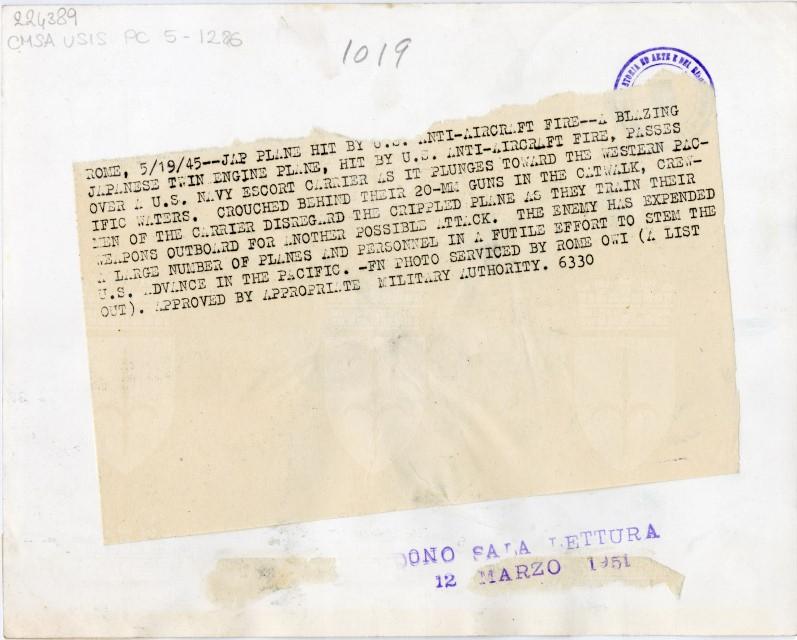 224389
CMSA USIS PC 5-1286
1019
STORIA ED ARTE E DEL
ROME, 5/19/45--JAP PLANE HIT BY U.S. ANTI-AIRCRAFT FIRE--A BLAZING
JAPANESE TWIN ENGINE PLANE, HIT BY U.S. ANTI-AIRCRAFT FIRE, PASSES
OVER A U.S. NAVY ESCORT CARRIER AS IT PLUNGES TOWARD THE WESTERN PAC-
IFIC WATERS. CROUCHED BEHIND THEIR 20-MM GUNS IN THE CATWALK, CREW-
MEN OF THE CARRIER DISREGARD THE CRIPPLED PLANE AS THEY TRAIN THEIR
WEAPONS OUTBOARD FOR ANOTHER POSSIBLE ATTACK. THE ENEMY HAS EXPENDED
A LARGE NUMBER OF PLANES AND PERSONNEL IN A FUTILE EFFORT TO STEM THE
U.S. ADVANCE IN THE PACIFIC. -FN PHOTO SERVICED BY ROME OWI (A LIST
OUT). APPROVED BY APPROPRIATE MILITARY AUTHORITY. 6330
DONO SALA LETTURA
12 MARZO 1951